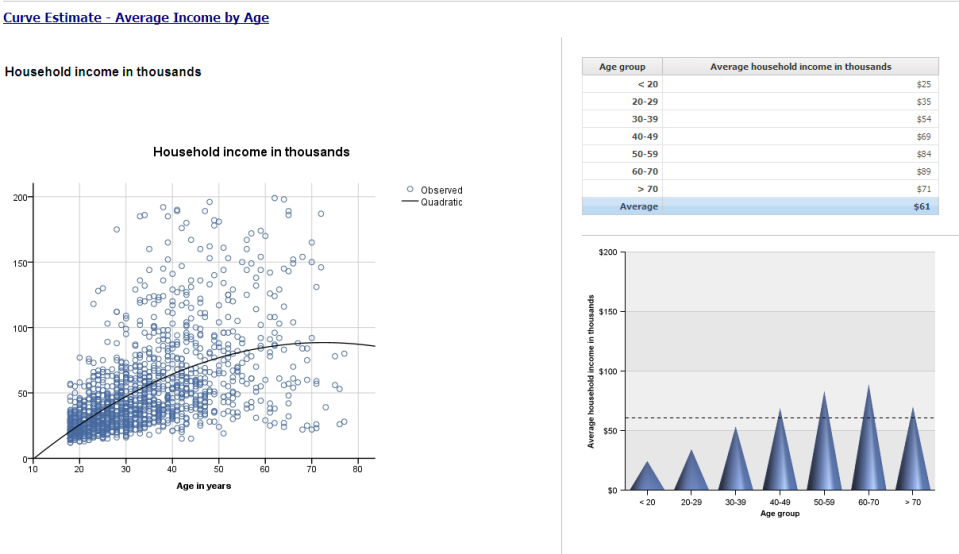 Curve Estimate - Average Income by Age
Household income in thousands
Household income in thousands
Observed
Quadratic
200
150
100
50
0
10 20 30 40 50 60 70 80
Age in years
Age group Average household income in thousands
< 20 $25
20-29 $35
30-39 $54
40-49 $69
50-59 $84
60-70 $89
> 70 $71
Average $61
Average household income in thousands
$200
$150
$100
$50
$0
< 20 20-29 30-39 40-49 50-59 60-70 > 70
Age group